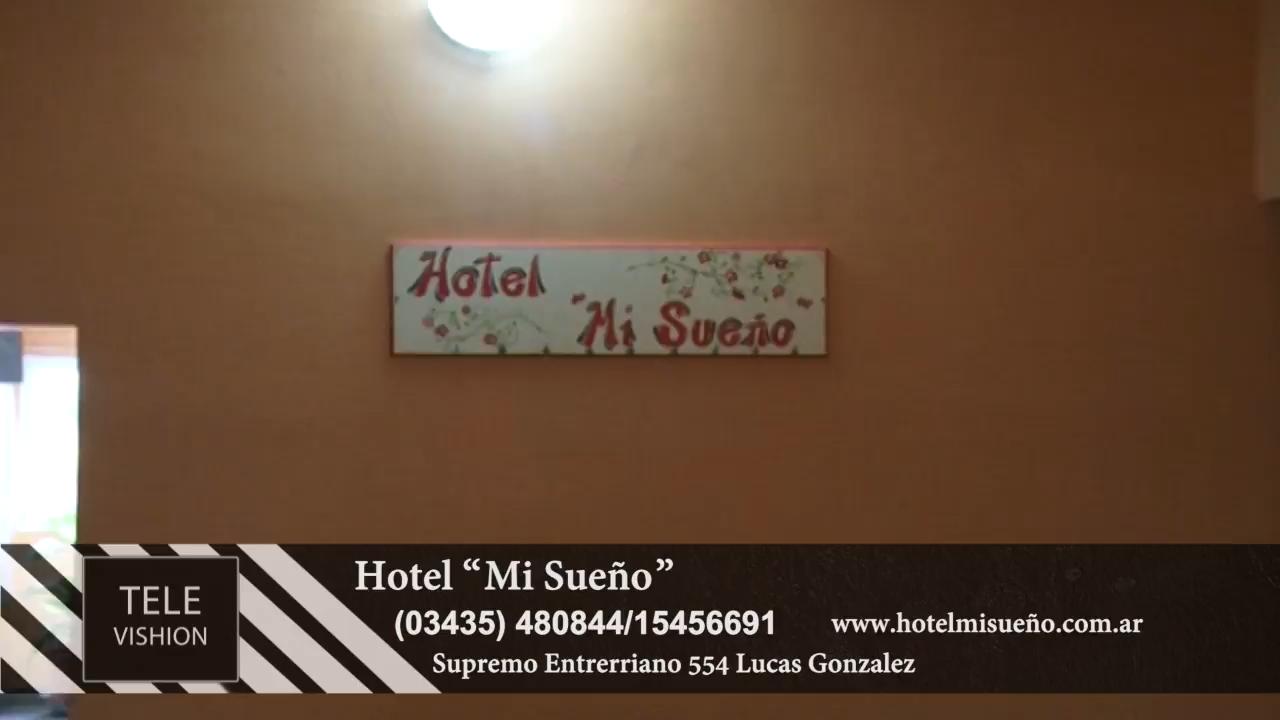 Hotel
"Mi Sueño"
TELE
VISHION
Hotel “Mi Sueño”
(03435) 480844/15456691
www.hotelmisueño.com.ar
Supremo Entrerriano 554 Lucas Gonzalez